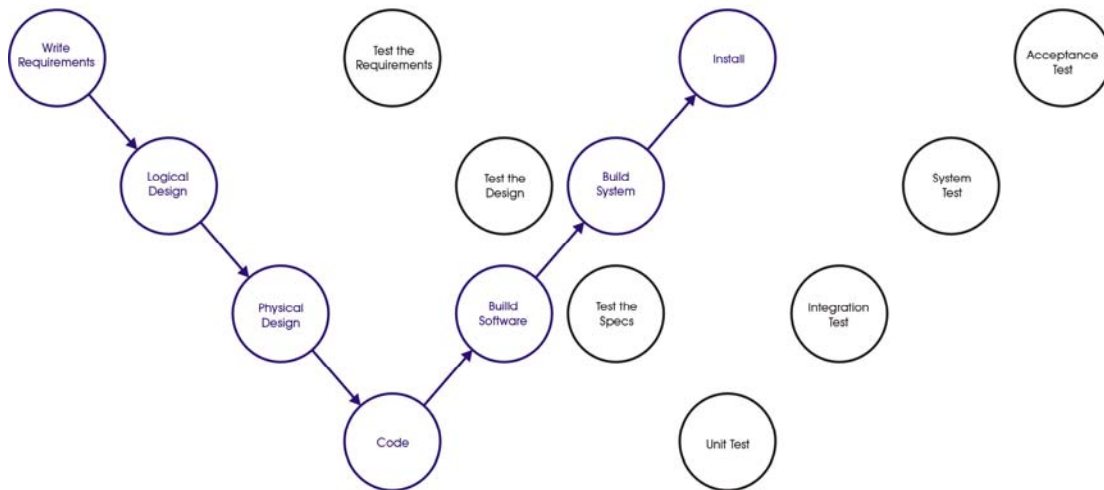 Write
Requirements
Test the
Requirements
Install
Acceptance
Test
Logical
Design
Test the
Design
Build
System
System
Test
Physical
Design
Builld
Software
Test the
Specs
Integration
Test
Code
Unit Test